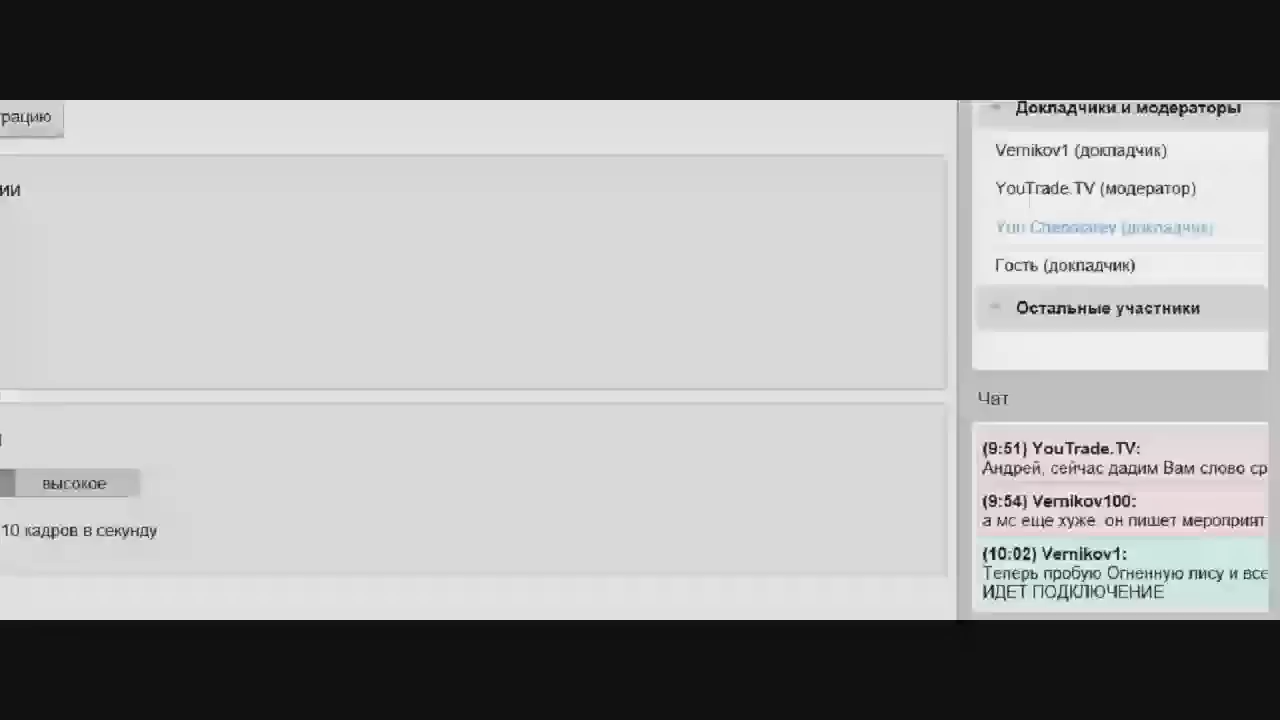 рацию
ии
высокое
10 кадров в секунду
Докладчики и модераторы
Vernikov1 (докладчик)
YouTrade.TV (модератор)
(докладчик)
Гость (докладчик)
Остальные участники
Чат
(9:51) YouTrade.TV:
Андрей, сейчас дадим Вам слово ср
(9:54) Vernikov100:
а мс еще хуже он пишет мероприят
(10:02) Vernikov1:
Теперь пробую Огненную лису и все
ИДЕТ ПОДКЛЮЧЕНИЕ